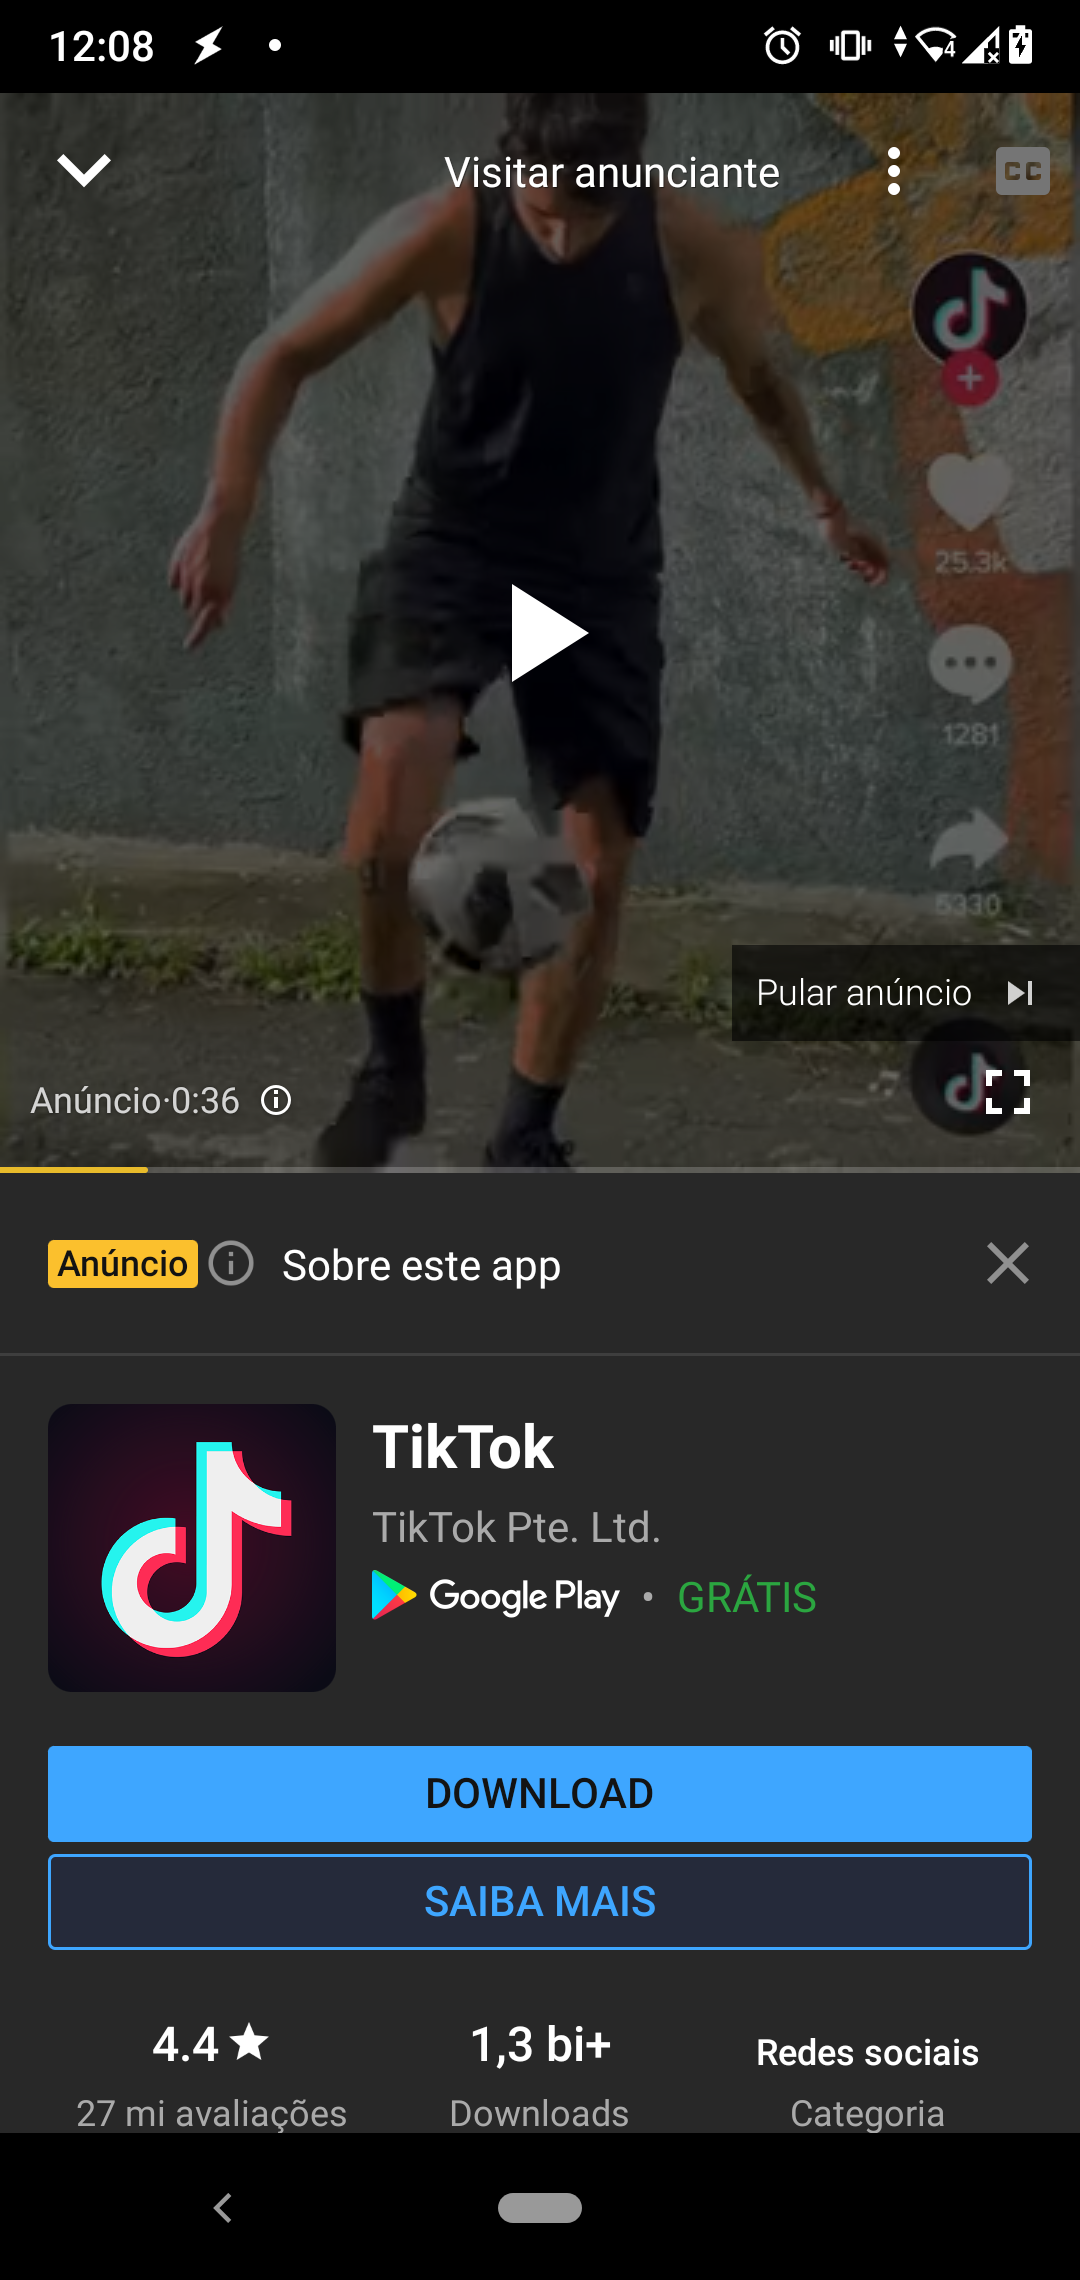 12:08
4
Visitar anunciante
CC
25.3k
1281
5330
Pular anúncio
Anúncio·0:36
Anúncio
Sobre este app
TikTok
TikTok Pte. Ltd.
Google Play • GRÁTIS
DOWNLOAD
SAIBA MAIS
4.4★
27 mi avaliações
1,3 bi+
Downloads
Redes sociais
Categoria